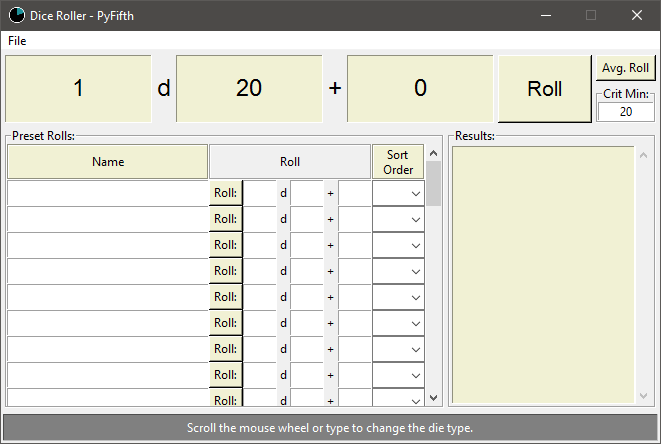 Dice Roller - PyFifth
File
1 d 20 + 0 Roll
Avg. Roll
Crit Min:
20
Preset Rolls:
Results:
Name Roll Sort Order
Roll: d +
Roll: d +
Roll: d +
Roll: d +
Roll: d +
Roll: d +
Roll: d +
Roll: d +
Roll: d +
Scroll the mouse wheel or type to change the die type.